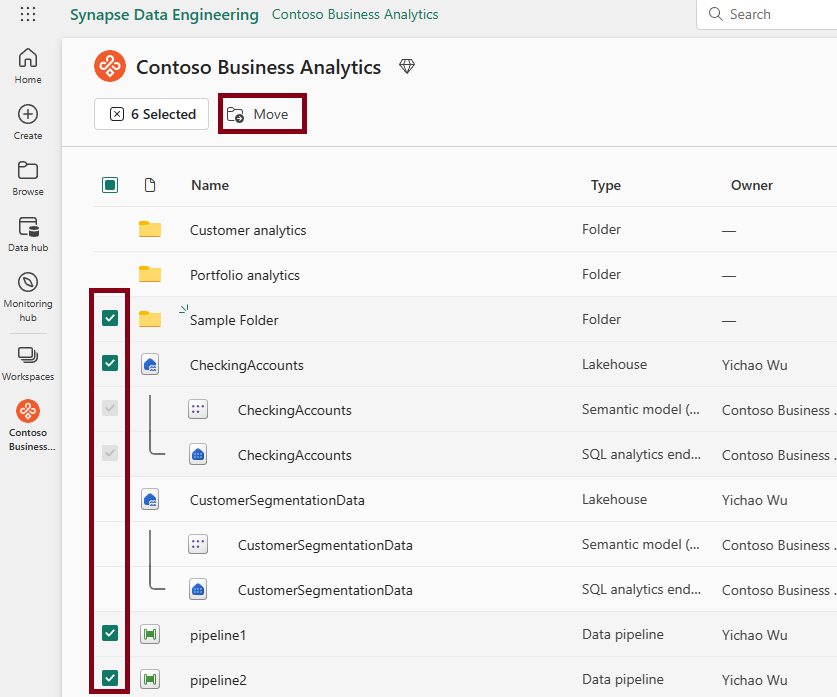 Synapse Data Engineering Contoso Business Analytics Search
Home
Create
Browse
Data hub
Monitoring
hub
Workspaces
Contoso
Business...
Contoso Business Analytics
6 Selected Move
Name Type Owner
Customer analytics Folder —
Portfolio analytics Folder —
Sample Folder Folder —
CheckingAccounts Lakehouse Yichao Wu
CheckingAccounts Semantic model (... Contoso Business .
CheckingAccounts SQL analytics end... Contoso Business .
CustomerSegmentationData Lakehouse Yichao Wu
CustomerSegmentationData Semantic model (... Contoso Business .
CustomerSegmentationData SQL analytics end... Contoso Business .
pipeline1 Data pipeline Yichao Wu
pipeline2 Data pipeline Yichao Wu